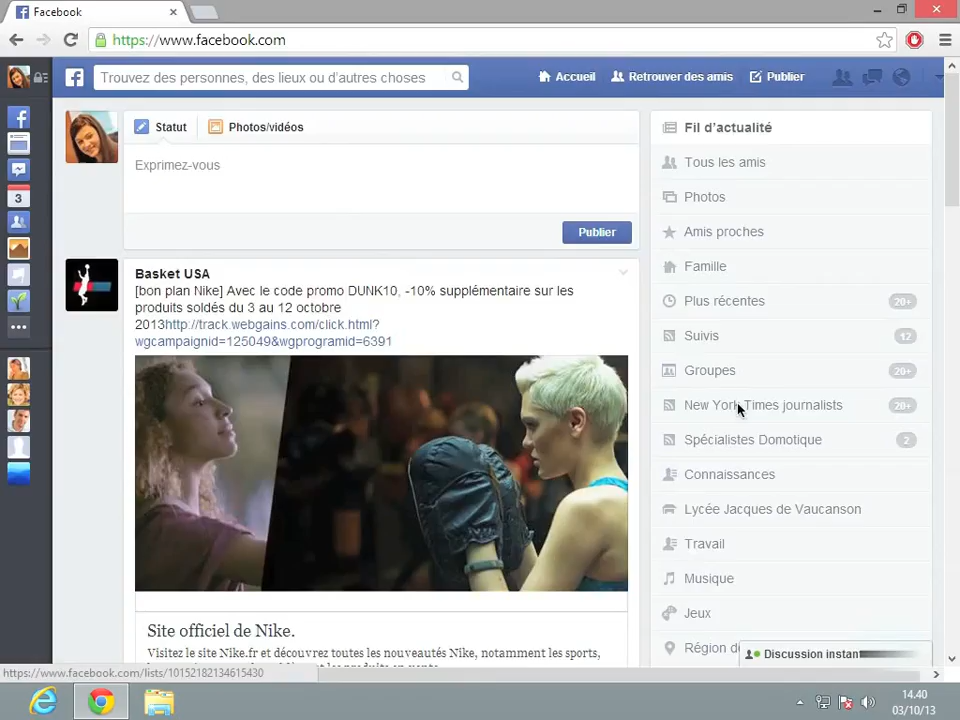 Facebook
https://www.facebook.com
Trouvez des personnes, des lieux ou d'autres choses
Accueil
Retrouver des amis
Publier
3
Statut
Photos/vidéos
Exprimez-vous
Publier
Basket USA
[bon plan Nike] Avec le code promo DUNK10, -10% supplémentaire sur les
produits soldés du 3 au 12 octobre
2013http://track.webgains.com/click.html?
wgcampaignid=125049&wgprogramid=6391
Site officiel de Nike.
Visitez le site Nike.fr et découvrez toutes les nouveautés Nike, notamment les sports,
Fil d'actualité
Tous les amis
Photos
Amis proches
Famille
Plus récentes 20+
Suivis 12
Groupes 20+
New York Times journalists 20+
Spécialistes Domotique 2
Connaissances
Lycée Jacques de Vaucanson
Travail
Musique
Jeux
Région
Discussion
https://www.facebook.com/lists/10152182134615430
14.40
03/10/13